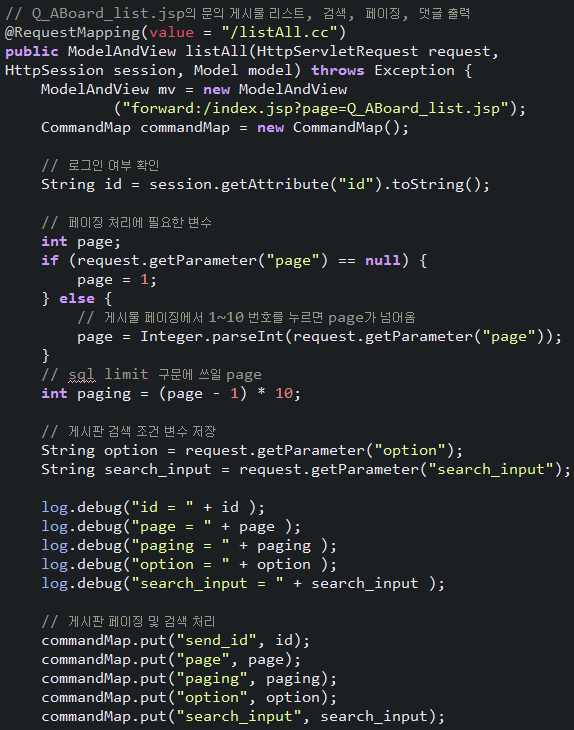 // Q_ABoard_list.jsp의 문의 게시물 리스트, 검색, 페이징, 댓글 출력
@RequestMapping(value = "/listAll.cc")
public ModelAndView listAll(HttpServletRequest request,
HttpSession session, Model model) throws Exception {
ModelAndView mv = new ModelAndView
("forward:/index.jsp?page=Q_ABoard_list.jsp");
CommandMap commandMap = new CommandMap();
// 로그인 여부 확인
String id = session.getAttribute("id").toString();
// 페이징 처리에 필요한 변수
int page;
if (request.getParameter("page") == null) {
page = 1;
} else {
// 게시물 페이징에서 1~10 번호를 누르면 page가 넘어옴
page = Integer.parseInt(request.getParameter("page"));
}
// sql limit 구문에 쓰일 page
int paging = (page - 1) * 10;
// 게시판 검색 조건 변수 저장
String option = request.getParameter("option");
String search_input = request.getParameter("search_input");
log.debug("id = " + id );
log.debug("page = " + page );
log.debug("paging = " + paging );
log.debug("option = " + option );
log.debug("search_input = " + search_input );
// 게시판 페이징 및 검색 처리
commandMap.put("send_id", id);
commandMap.put("page", page);
commandMap.put("paging", paging);
commandMap.put("option", option);
commandMap.put("search_input", search_input);